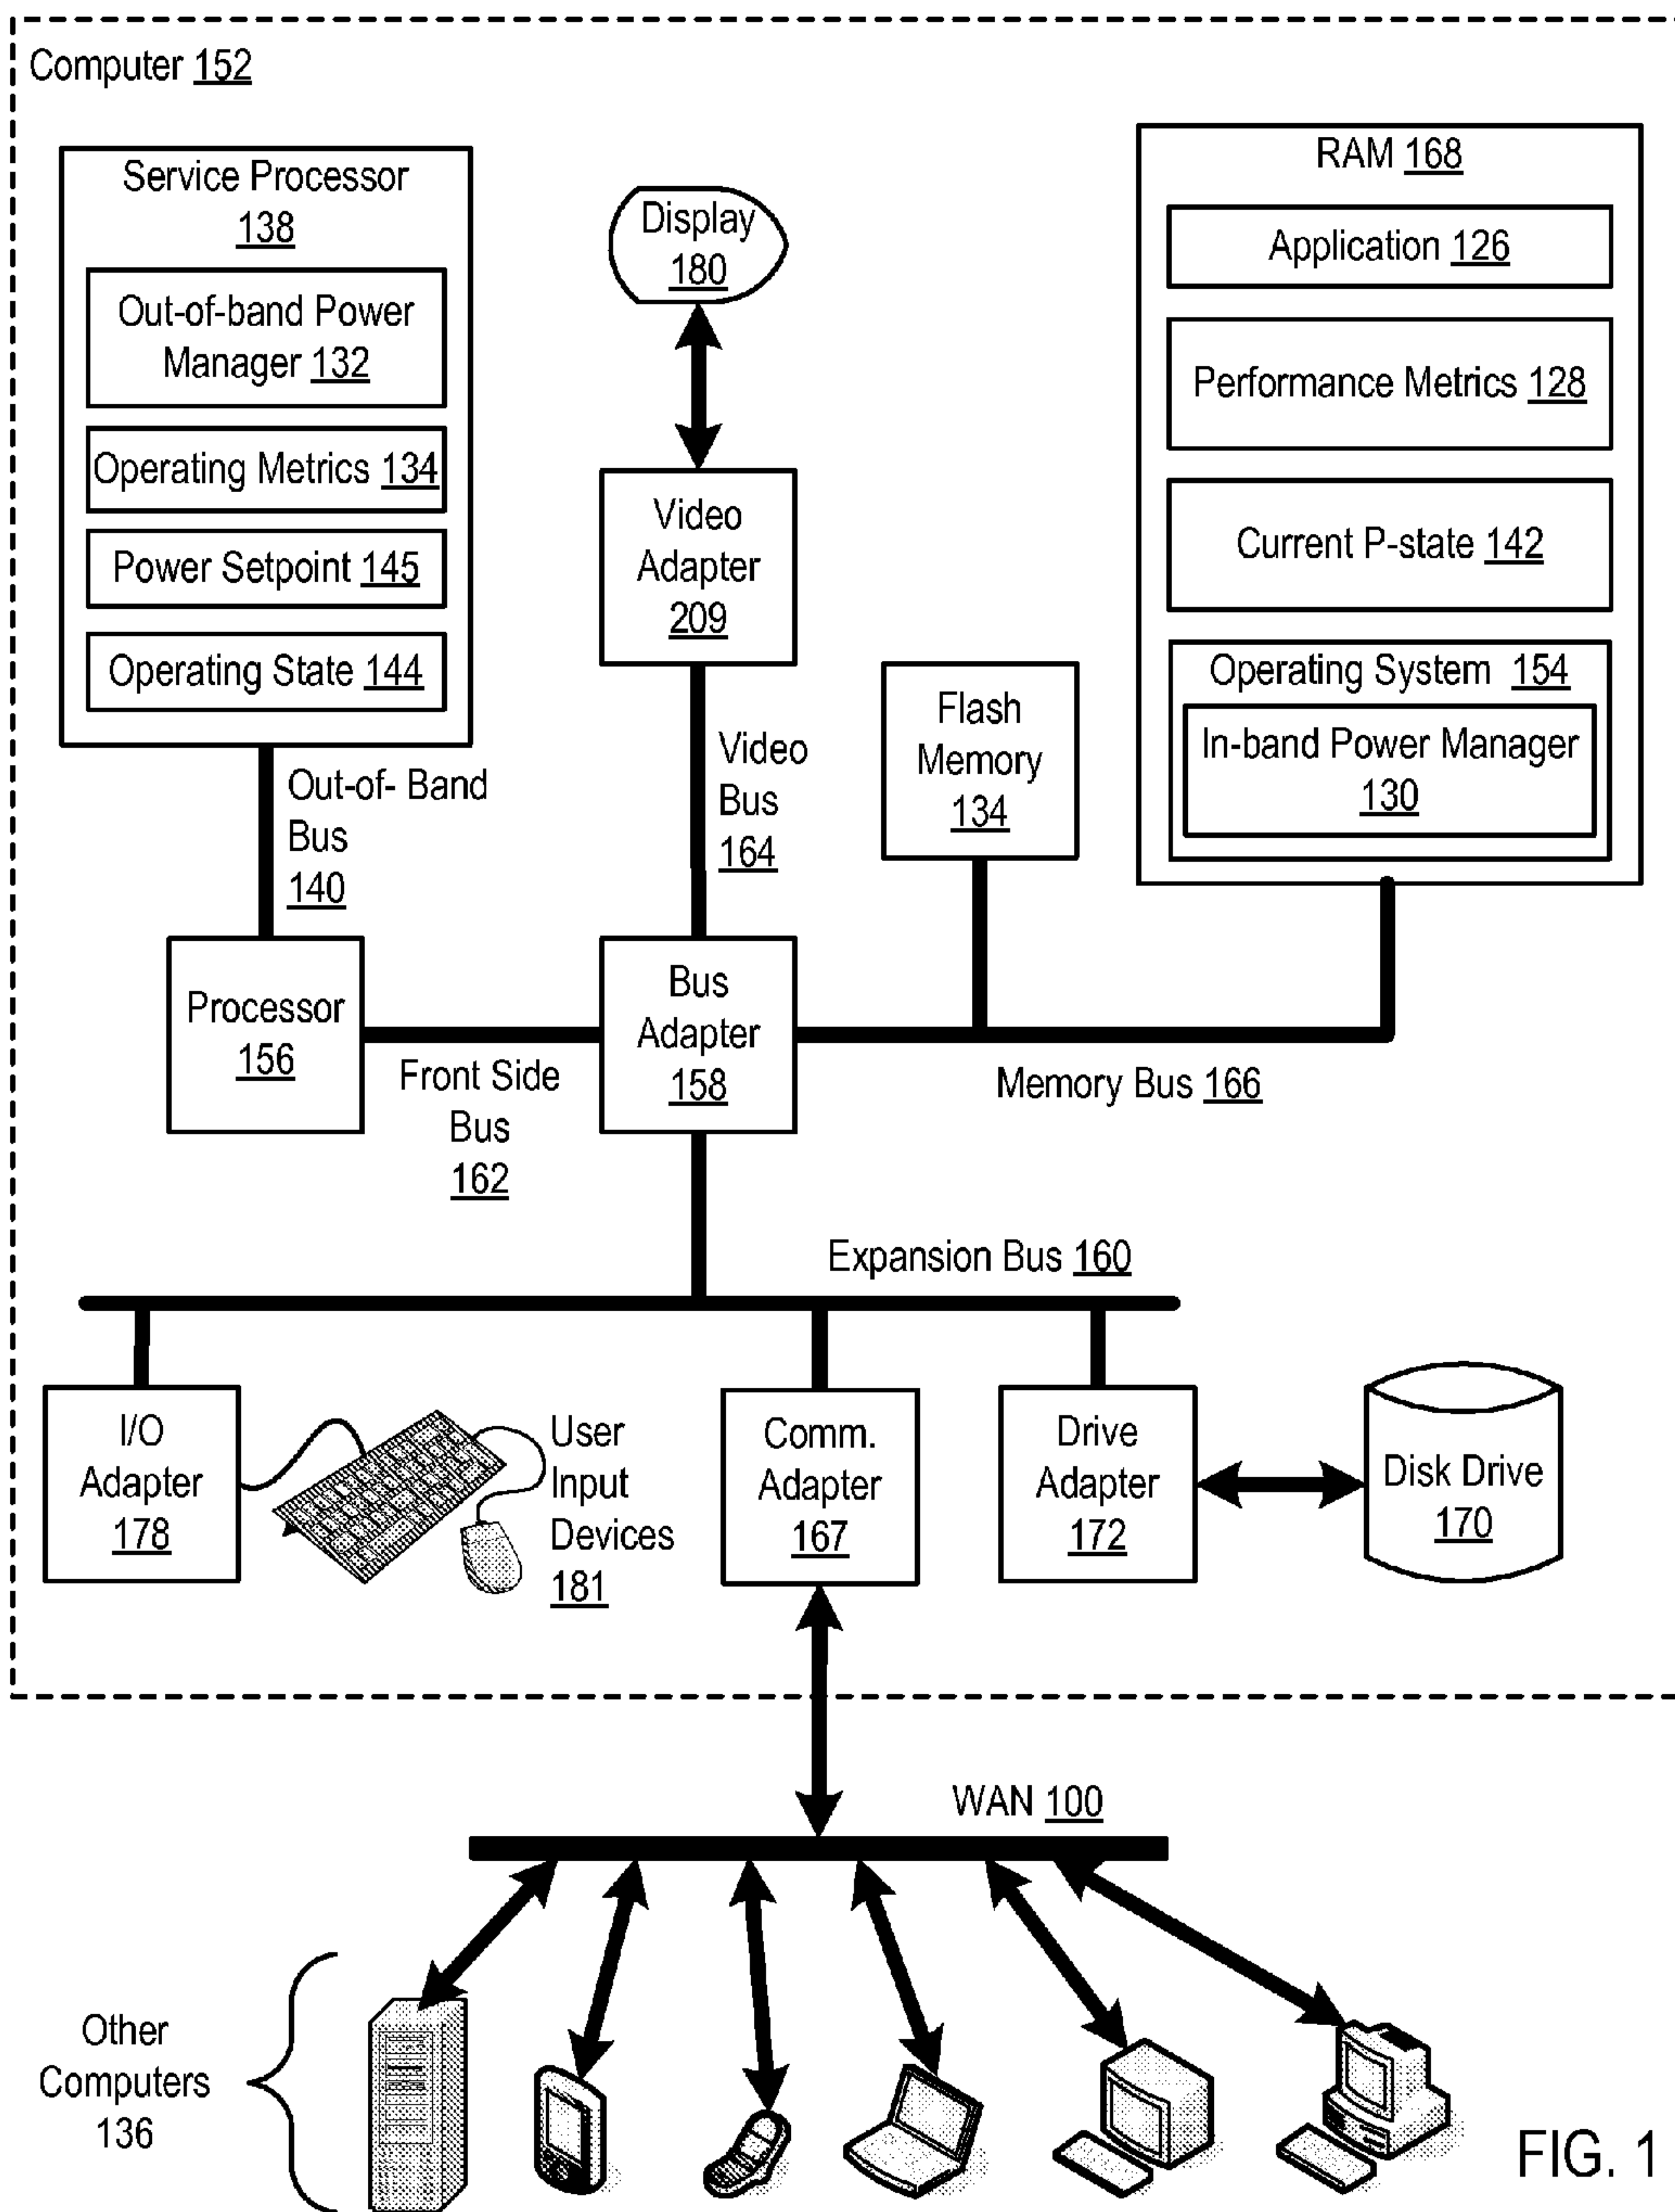 Computer 152
Service Processor
138
Out-of-band Power
Manager 132
Operating Metrics 134
Power Setpoint 145
Operating State 144
Out-of- Band
Bus
140
Display
180
Video
Adapter
209
Video
Bus
164
Flash
Memory
134
RAM 168
Application 126
Performance Metrics 128
Current P-state 142
Operating System 154
In-band Power Manager
130
Processor
156
Front Side
Bus
162
Bus
Adapter
158
Memory Bus 166
Expansion Bus 160
I/O
Adapter
178
User
Input
Devices
181
Comm.
Adapter
167
Drive
Adapter
172
Disk Drive
170
WAN 100
Other
Computers
136
FIG. 1